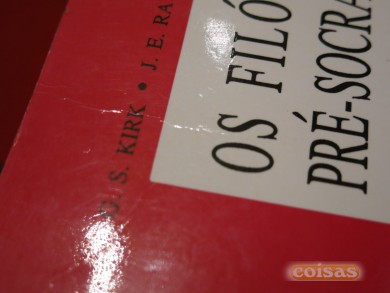 G. S. KIRK • J. E. RA
OS FILÓ
PRÉ-SOCRA
coisas